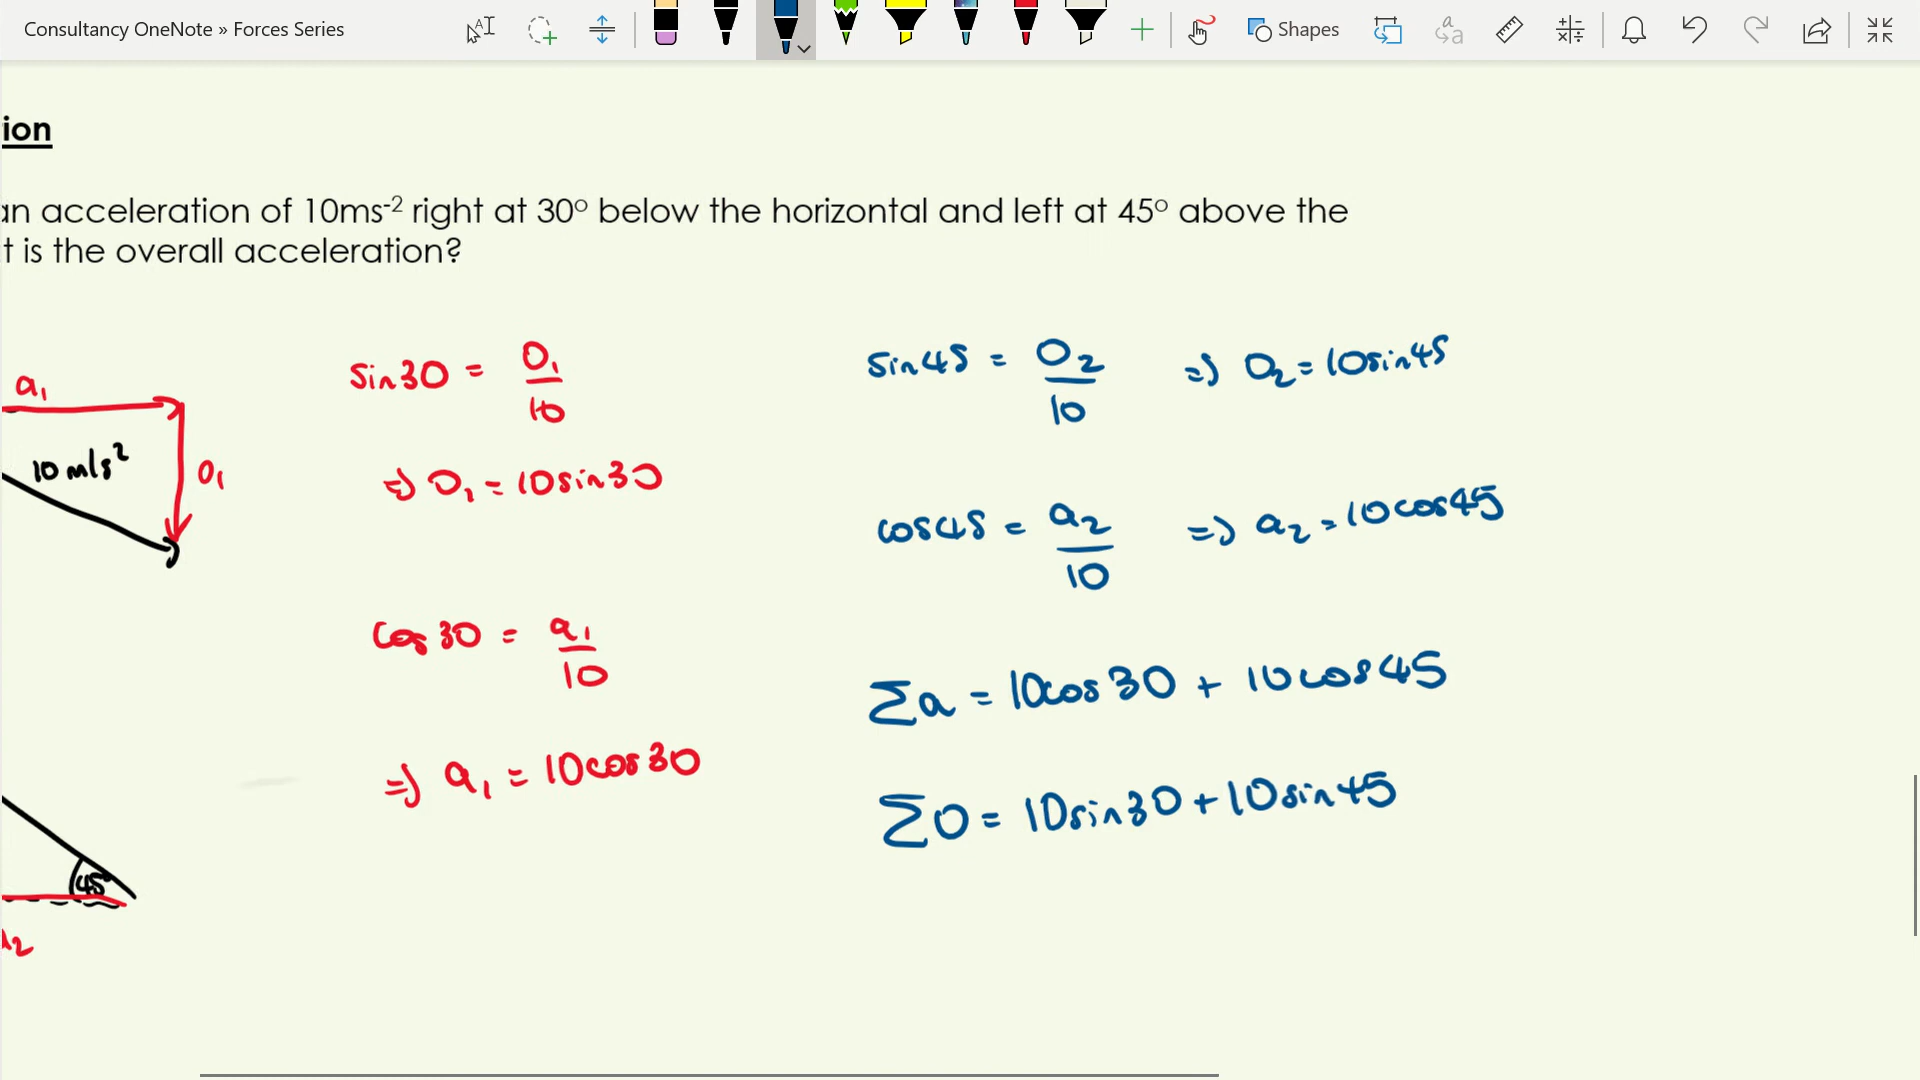 Consultancy OneNote » Forces Series
Shapes
ion
an acceleration of 10ms⁻² right at 30° below the horizontal and left at 45° above the
t is the overall acceleration?
a₁
10 m/s²
O₁
sin30 = O₁/10
=> O₁ = 10sin30
cos30 = a₁/10
=> a₁ = 10cos30
sin45 = O₂/10 => O₂ = 10sin45
cos45 = a₂/10 => a₂ = 10cos45
Σa = 10cos30 + 10cos45
ΣO = 10sin30 + 10sin45
45°
a₂